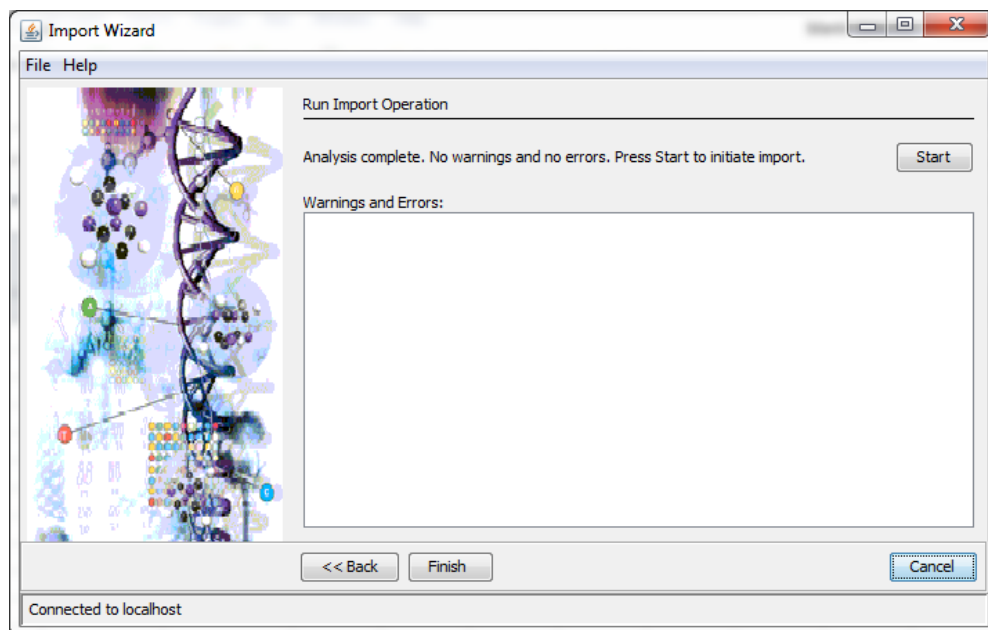 Import Wizard
File Help
Run Import Operation
Analysis complete. No warnings and no errors. Press Start to initiate import.
Start
Warnings and Errors:
<< Back
Finish
Cancel
Connected to localhost